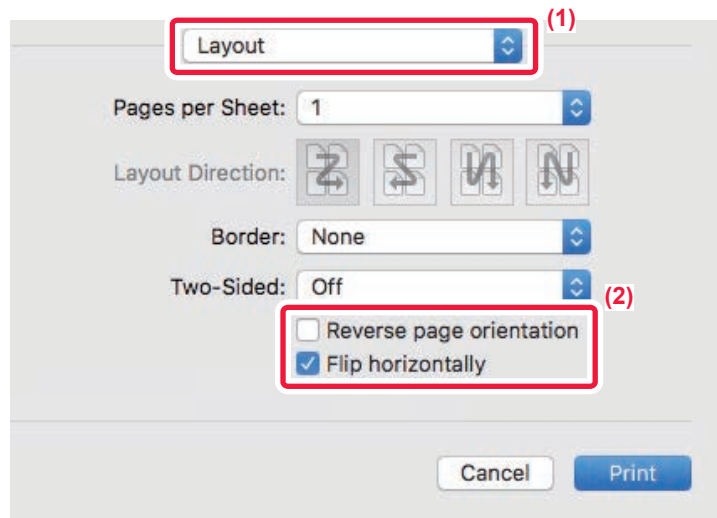 (1)
Layout
Pages per Sheet: 1
Layout Direction:
Border: None
Two-Sided: Off
(2)
Reverse page orientation
Flip horizontally
Cancel Print